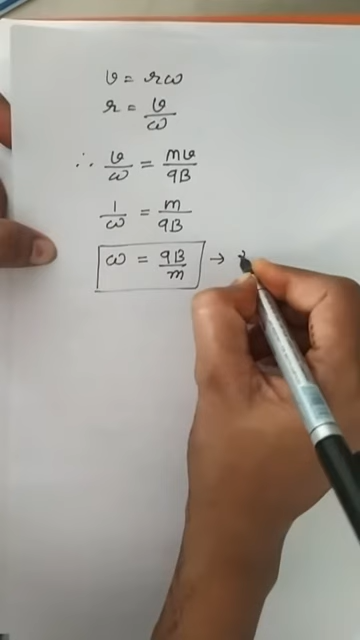 v = rω
r = v/ω
∴ v/ω = mv/qB
1/ω = m/qB
ω = qB/m →